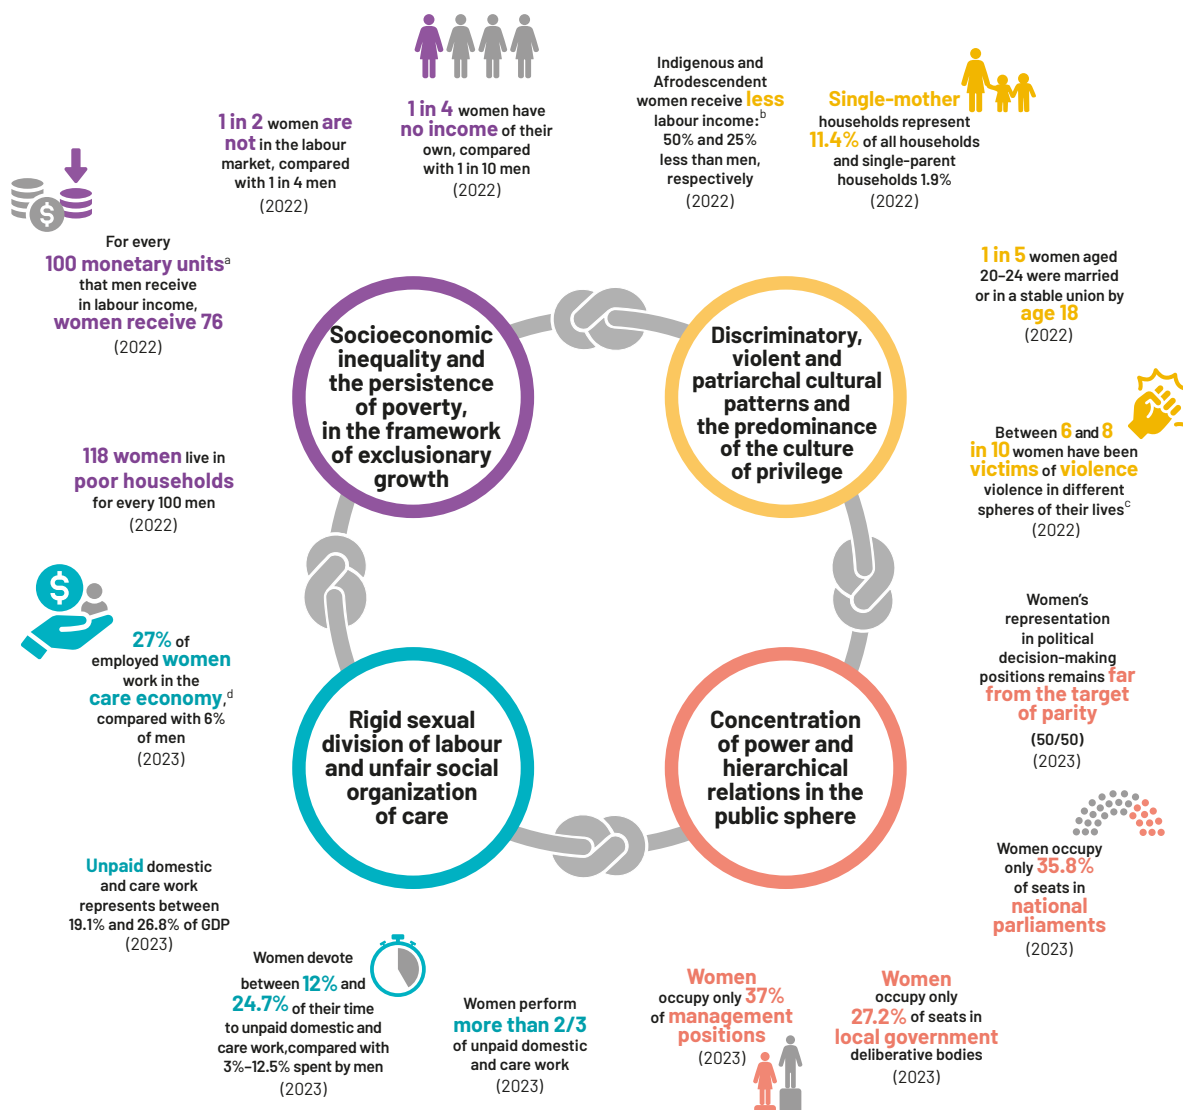 1 in 2 women are
not in the labour
market, compared
with 1 in 4 men
(2022)
1 in 4 women have
no income of their
own, compared
with 1 in 10 men
(2022)
Indigenous and
Afrodescendent
women receive less
labour income:b
50% and 25%
less than men,
respectively
(2022)
Single-mother
households represent
11.4% of all households
and single-parent
households 1.9%
(2022)
$
For every
100 monetary unitsa
that men receive
in labour income,
women receive 76
(2022)
1 in 5 women aged
20–24 were married
or in a stable union by
age 18
(2022)
Socioeconomic
inequality and
the persistence
of poverty,
in the framework
of exclusionary
growth
Discriminatory,
violent and
patriarchal cultural
patterns and
the predominance
of the culture
of privilege
118 women live in
poor households
for every 100 men
(2022)
Between 6 and 8
in 10 women have been
victims of violence
violence in different
spheres of their livesc
(2022)
$
27% of
employed women
work in the
care economy,d
compared with 6%
of men
(2023)
Women's
representation
in political
decision-making
positions remains far
from the target
of parity
(50/50)
(2023)
Rigid sexual
division of labour
and unfair social
organization
of care
Concentration
of power and
hierarchical
relations in the
public sphere
Unpaid domestic
and care work
represents between
19.1% and 26.8% of GDP
(2023)
Women occupy
only 35.8%
of seats in
national
parliaments
(2023)
Women devote
between 12% and
24.7% of their time
to unpaid domestic and
care work,compared with
3%–12.5% spent by men
(2023)
Women perform
more than 2/3
of unpaid domestic
and care work
(2023)
Women
occupy only 37%
of management
positions
(2023)
Women
occupy only
27.2% of seats in
local government
deliberative bodies
(2023)